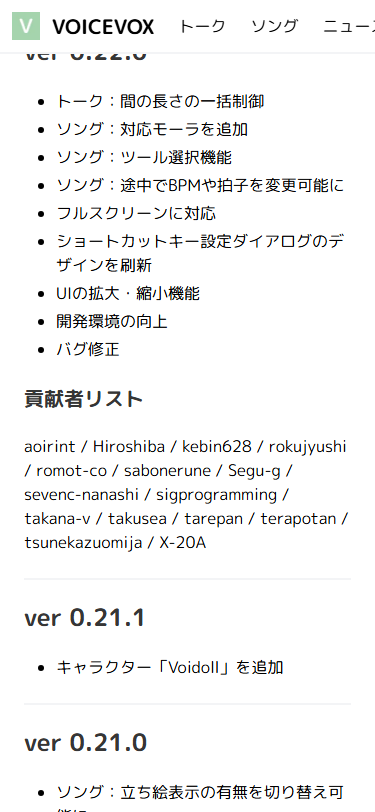 V VOICEVOX トーク ソング ニュース
ver 0.22.0
トーク：間の長さの一括制御
ソング：対応モーラを追加
ソング：ツール選択機能
ソング：途中でBPMや拍子を変更可能に
フルスクリーンに対応
ショートカットキー設定ダイアログのデ
ザインを刷新
UIの拡大・縮小機能
開発環境の向上
バグ修正
貢献者リスト
aoirint / Hiroshiba / kebin628 / rokujyushi
/ romot-co / sabonerune / Segu-g /
sevenc-nanashi / sigprogramming /
takana-v / takusea / tarepan / terapotan /
tsunekazuomija / X-20A
ver 0.21.1
キャラクター「Voidoll」を追加
ver 0.21.0
ソング：立ち絵表示の有無を切り替え可
能に